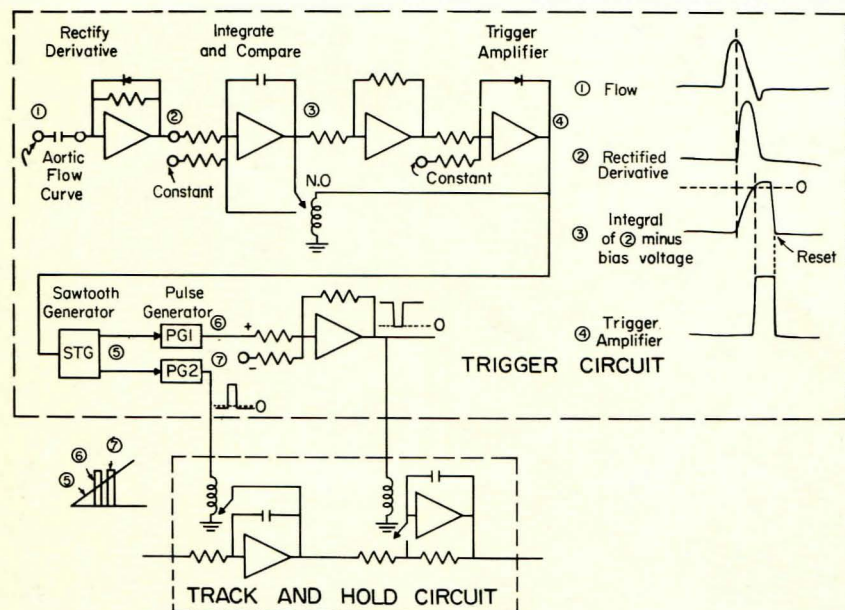 Rectify
Derivative
Integrate
and Compare
Trigger
Amplifier
①
②
③
④
Aortic
Flow
Curve
Constant
N.O
Constant
① Flow
② Rectified
Derivative
O
③ Integral
of ② minus
bias voltage
Reset
④ Trigger
Amplifier
Sawtooth
Generator
Pulse
Generator
STG
⑤
PG1
⑥
PG2
⑦
+
-
O
O
TRIGGER CIRCUIT
⑤
⑥
⑦
TRACK AND HOLD CIRCUIT